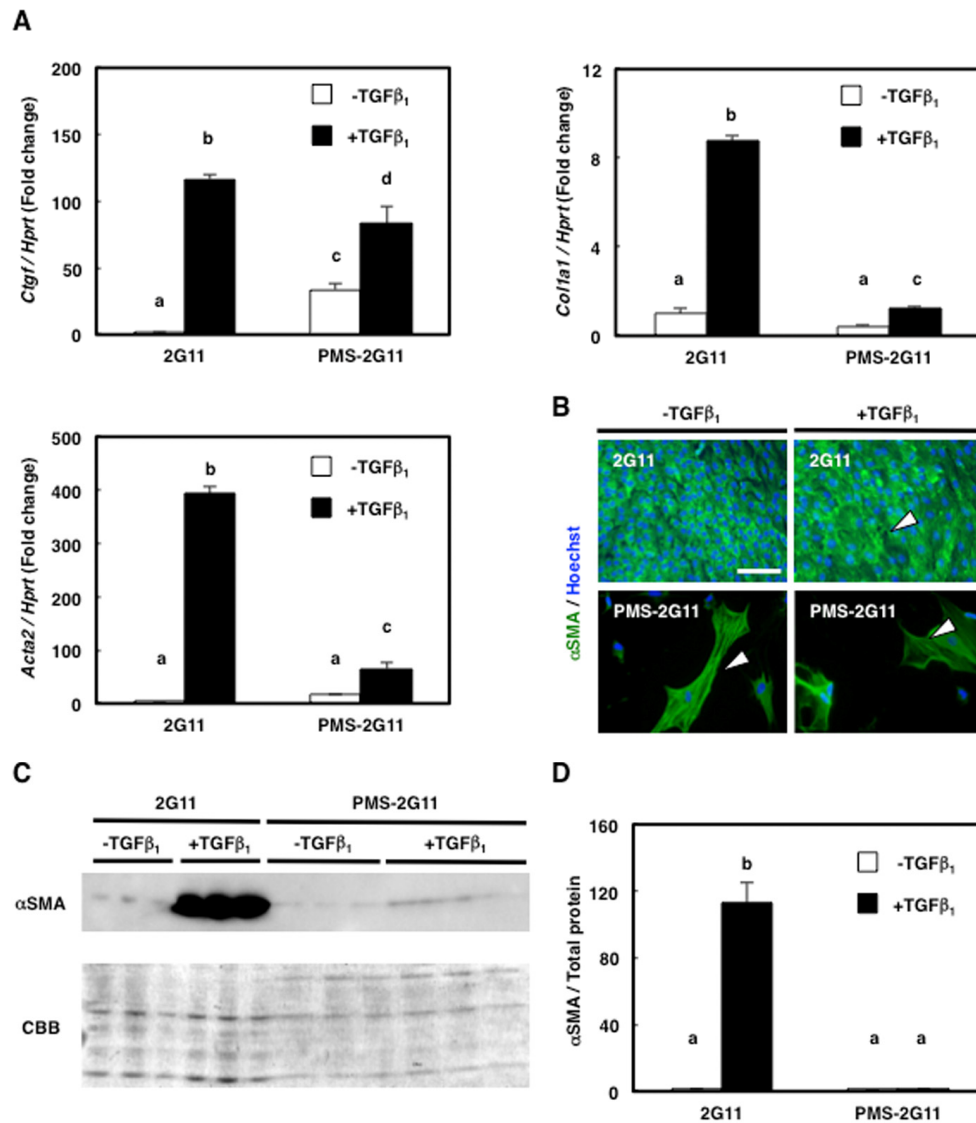 A
Ctgf / Hprt (Fold change)
200
150
100
50
0
-TGFβ1
+TGFβ1
a
b
c
d
2G11
PMS-2G11
Col1a1 / Hprt (Fold change)
12
8
4
0
-TGFβ1
+TGFβ1
a
b
a
c
2G11
PMS-2G11
Acta2 / Hprt (Fold change)
500
400
300
200
100
0
-TGFβ1
+TGFβ1
a
b
a
c
2G11
PMS-2G11
B
-TGFβ1
+TGFβ1
αSMA / Hoechst
2G11
2G11
PMS-2G11
PMS-2G11
C
2G11
PMS-2G11
-TGFβ1
+TGFβ1
-TGFβ1
+TGFβ1
αSMA
CBB
D
αSMA / Total protein
160
120
80
40
0
-TGFβ1
+TGFβ1
a
b
a
a
2G11
PMS-2G11